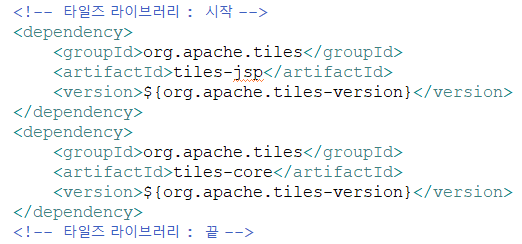 <!-- 타일즈 라이브러리 : 시작 -->
<dependency>
<groupId>org.apache.tiles</groupId>
<artifactId>tiles-jsp</artifactId>
<version>${org.apache.tiles-version}</version>
</dependency>
<dependency>
<groupId>org.apache.tiles</groupId>
<artifactId>tiles-core</artifactId>
<version>${org.apache.tiles-version}</version>
</dependency>
<!-- 타일즈 라이브러리 : 끝 -->